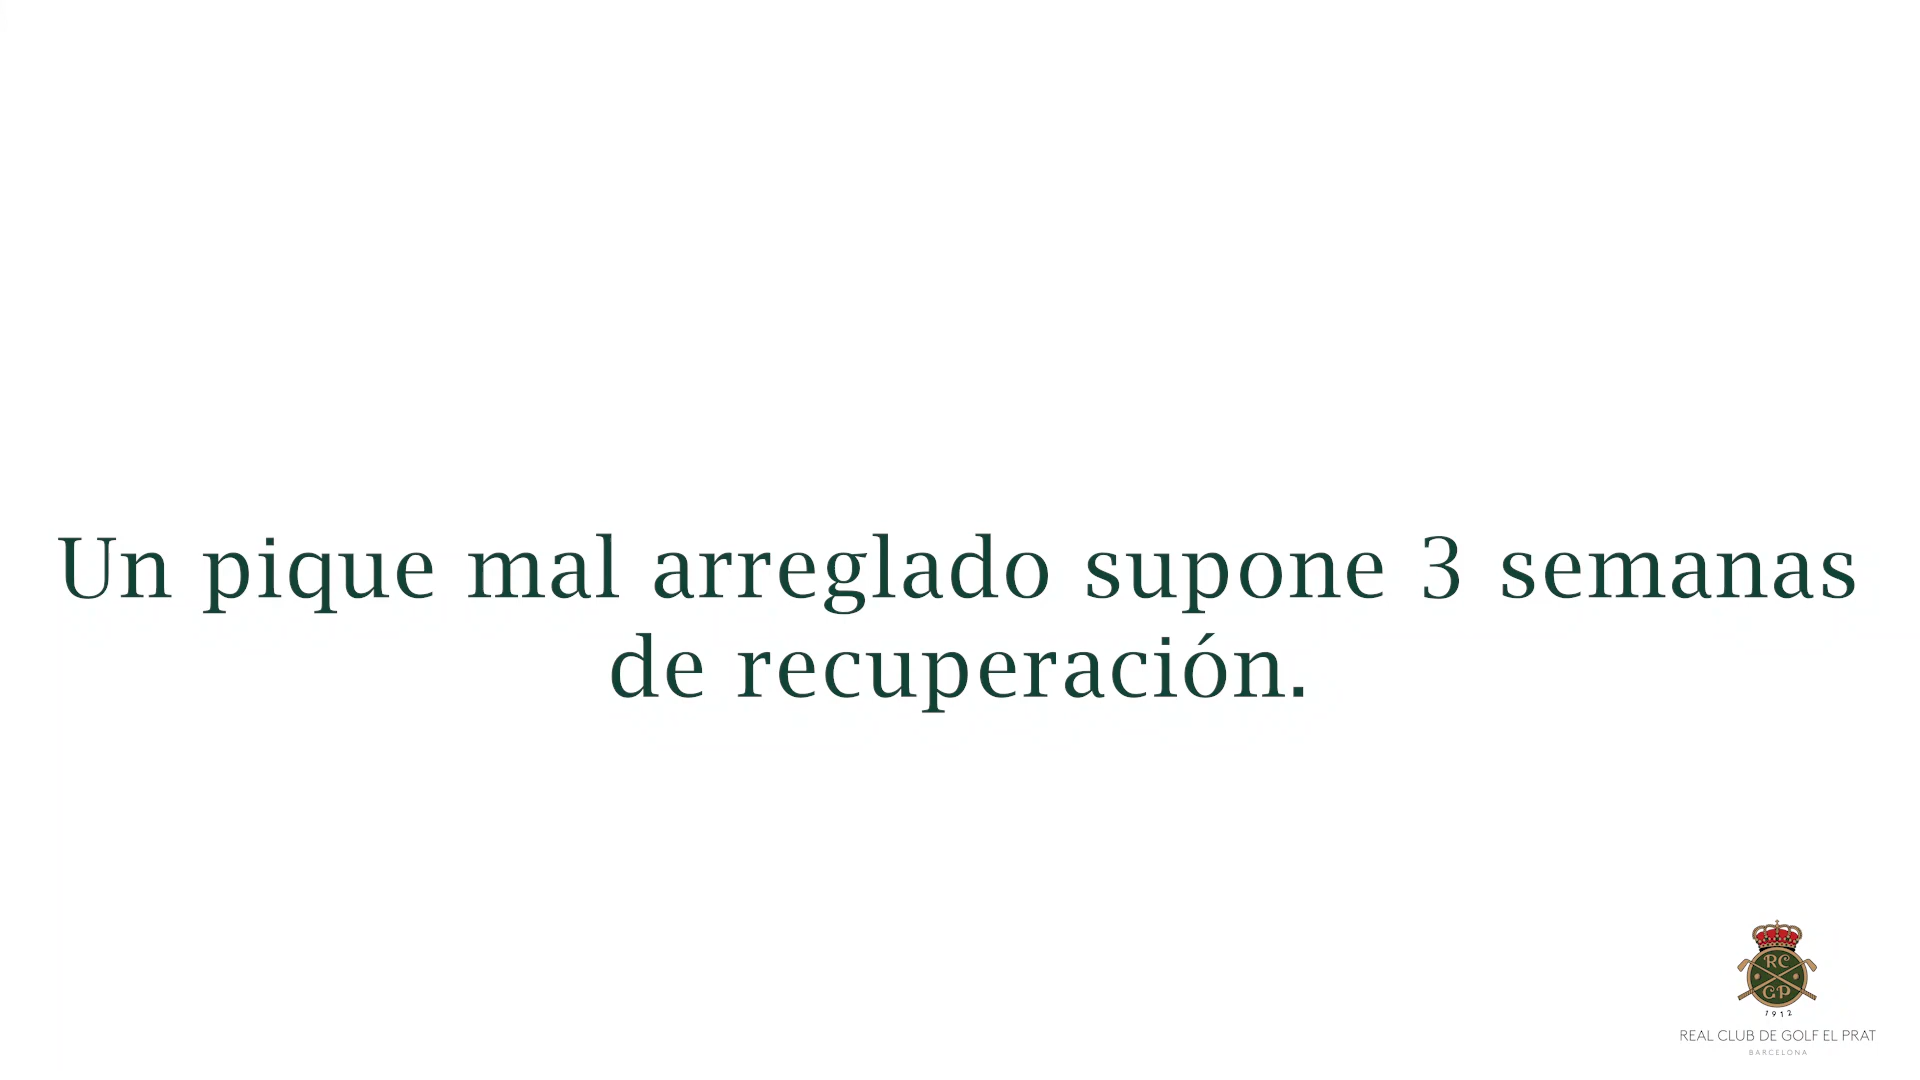 Un pique mal arreglado supone 3 semanas
de recuperación.
RC
GP
1912
REAL CLUB DE GOLF EL PRAT
BARCELONA